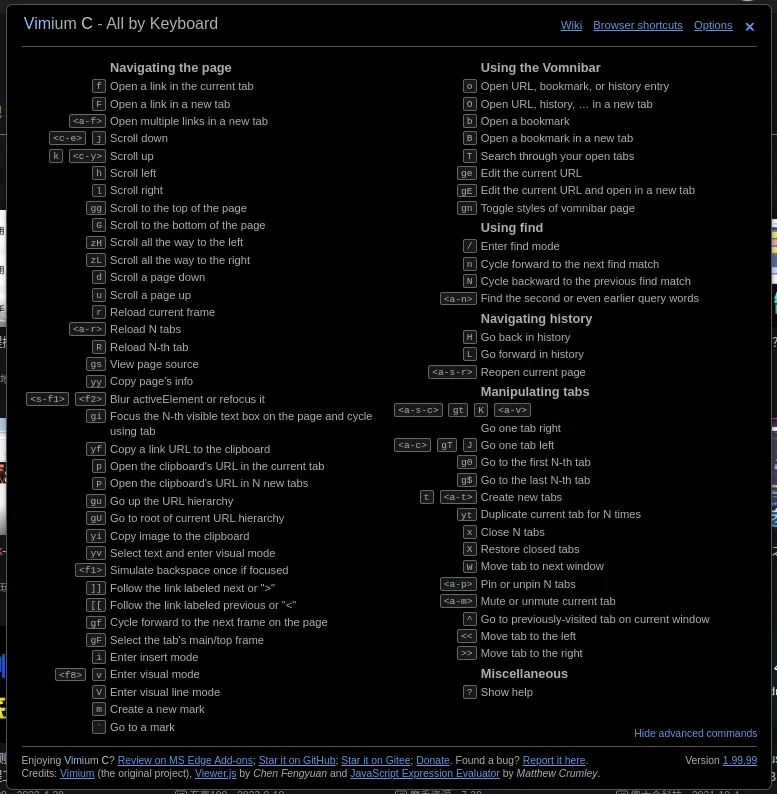 Vimium C - All by Keyboard
Wiki Browser shortcuts Options ×
Navigating the page
f Open a link in the current tab
F Open a link in a new tab
<a-f> Open multiple links in a new tab
<c-e> j Scroll down
k <c-y> Scroll up
h Scroll left
l Scroll right
gg Scroll to the top of the page
G Scroll to the bottom of the page
zH Scroll all the way to the left
zL Scroll all the way to the right
d Scroll a page down
u Scroll a page up
r Reload current frame
<a-r> Reload N tabs
R Reload N-th tab
gs View page source
yy Copy page's info
<s-f1> <f2> Blur activeElement or refocus it
gi Focus the N-th visible text box on the page and cycle
using tab
yf Copy a link URL to the clipboard
p Open the clipboard's URL in the current tab
P Open the clipboard's URL in N new tabs
gu Go up the URL hierarchy
gU Go to root of current URL hierarchy
yi Copy image to the clipboard
yv Select text and enter visual mode
<f1> Simulate backspace once if focused
]] Follow the link labeled next or ">"
[[ Follow the link labeled previous or "<"
gf Cycle forward to the next frame on the page
gF Select the tab's main/top frame
i Enter insert mode
<f8> v Enter visual mode
V Enter visual line mode
m Create a new mark
` Go to a mark
Using the Vomnibar
o Open URL, bookmark, or history entry
O Open URL, history, … in a new tab
b Open a bookmark
B Open a bookmark in a new tab
T Search through your open tabs
ge Edit the current URL
gE Edit the current URL and open in a new tab
gn Toggle styles of vomnibar page
Using find
/ Enter find mode
n Cycle forward to the next find match
N Cycle backward to the previous find match
<a-n> Find the second or even earlier query words
Navigating history
H Go back in history
L Go forward in history
<a-s-r> Reopen current page
Manipulating tabs
<a-s-c> gt K <a-v>
Go one tab right
<a-c> gT J Go one tab left
g0 Go to the first N-th tab
g$ Go to the last N-th tab
t <a-t> Create new tabs
yt Duplicate current tab for N times
x Close N tabs
X Restore closed tabs
W Move tab to next window
<a-p> Pin or unpin N tabs
<a-m> Mute or unmute current tab
^ Go to previously-visited tab on current window
<< Move tab to the left
>> Move tab to the right
Miscellaneous
? Show help
Hide advanced commands
Enjoying Vimium C? Review on MS Edge Add-ons; Star it on GitHub; Star it on Gitee; Donate. Found a bug? Report it here. Version 1.99.99
Credits: Vimium (the original project), Viewer.js by Chen Fengyuan and JavaScript Expression Evaluator by Matthew Crumley.